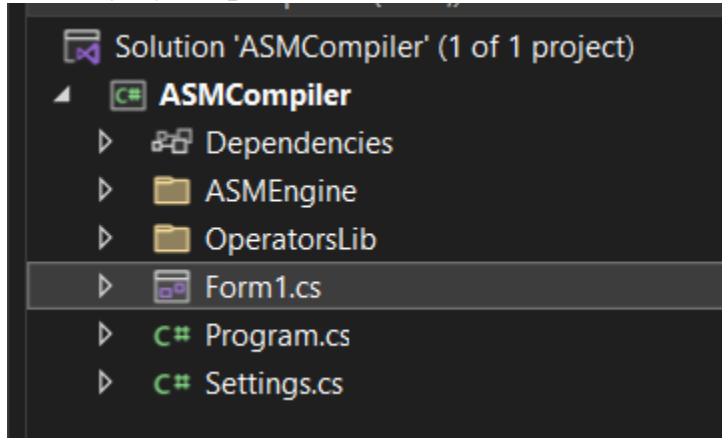 Solution 'ASMCompiler' (1 of 1 project)
C# ASMCompiler
Dependencies
ASMEngine
OperatorsLib
Form1.cs
C# Program.cs
C# Settings.cs